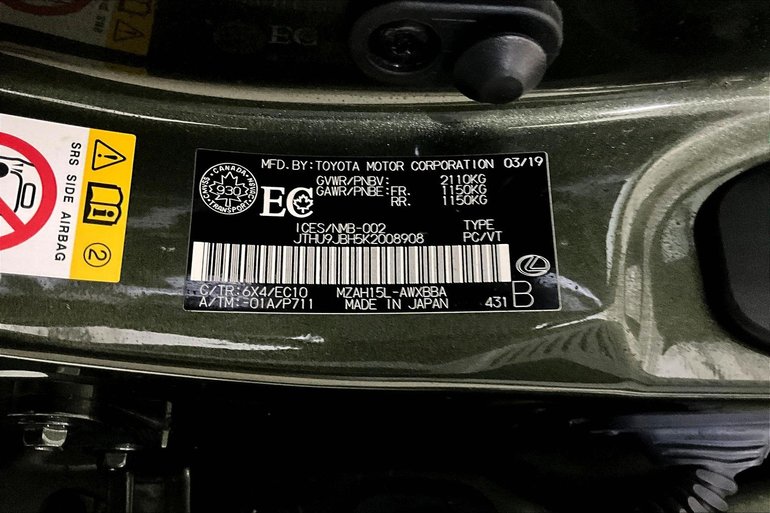 SRS SIDE AIRBAG
2
MFD.BY:TOYOTA MOTOR CORPORATION 03/19
GVWR/PNBV: 2110KG
GAWR/PNBE:FR. 1150KG
RR. 1150KG
CANADA
930
TRANSPORT
EC
ICES/NMB-002 TYPE
JTHU9JBH5K2008908 PC/VT
C/TR:6X4/EC10 MZAH15L-AWXBBA
A/TM:-01A/P711 MADE IN JAPAN 431 B
EC